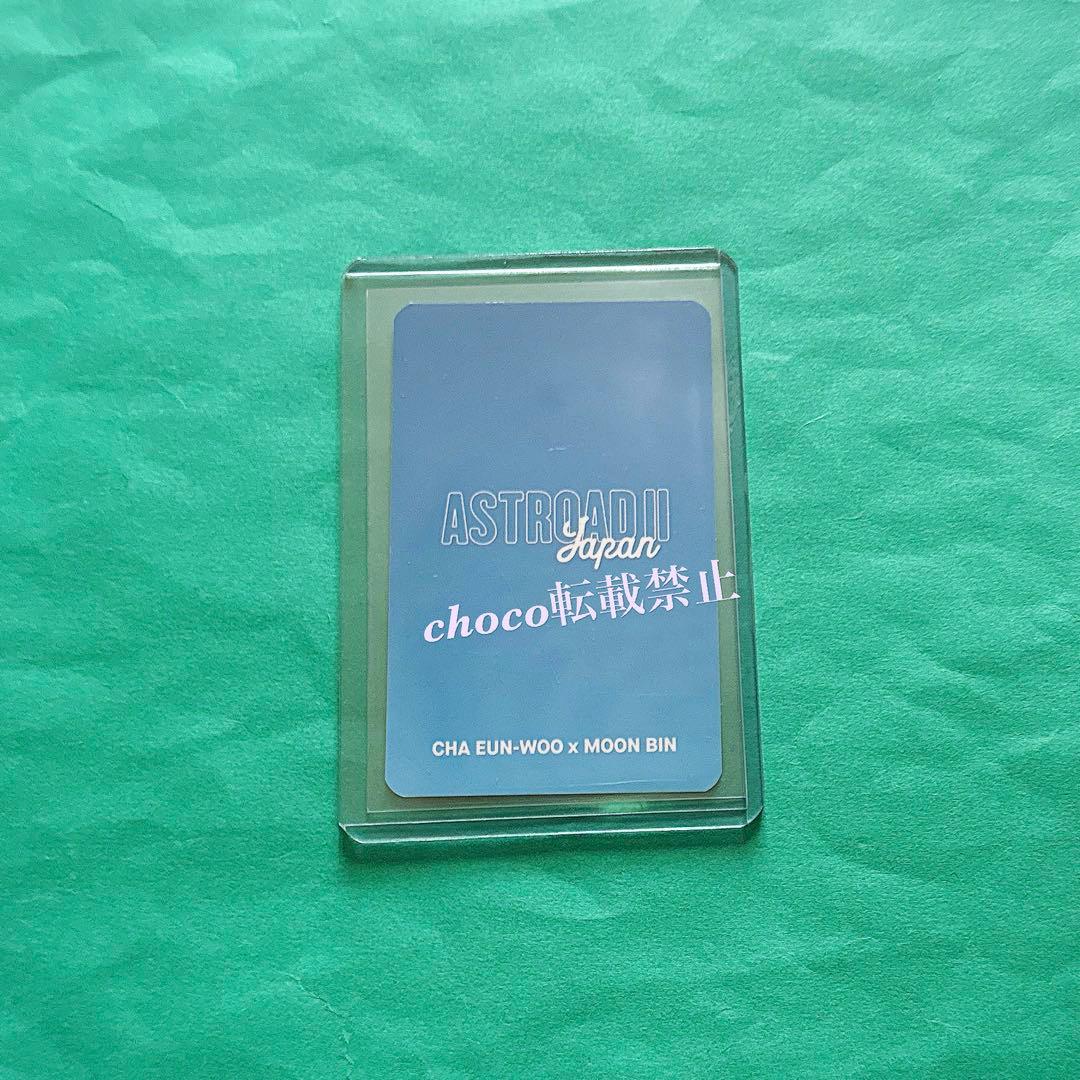 ASTROAD II
Japan
choco転載禁止
CHA EUN-WOO x MOON BIN